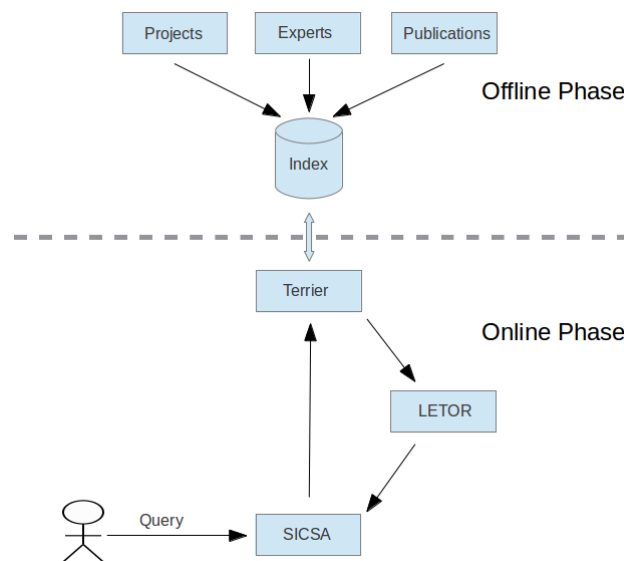 Projects
Experts
Publications
Offline Phase
Index
Terrier
Online Phase
LETOR
Query
SICSA